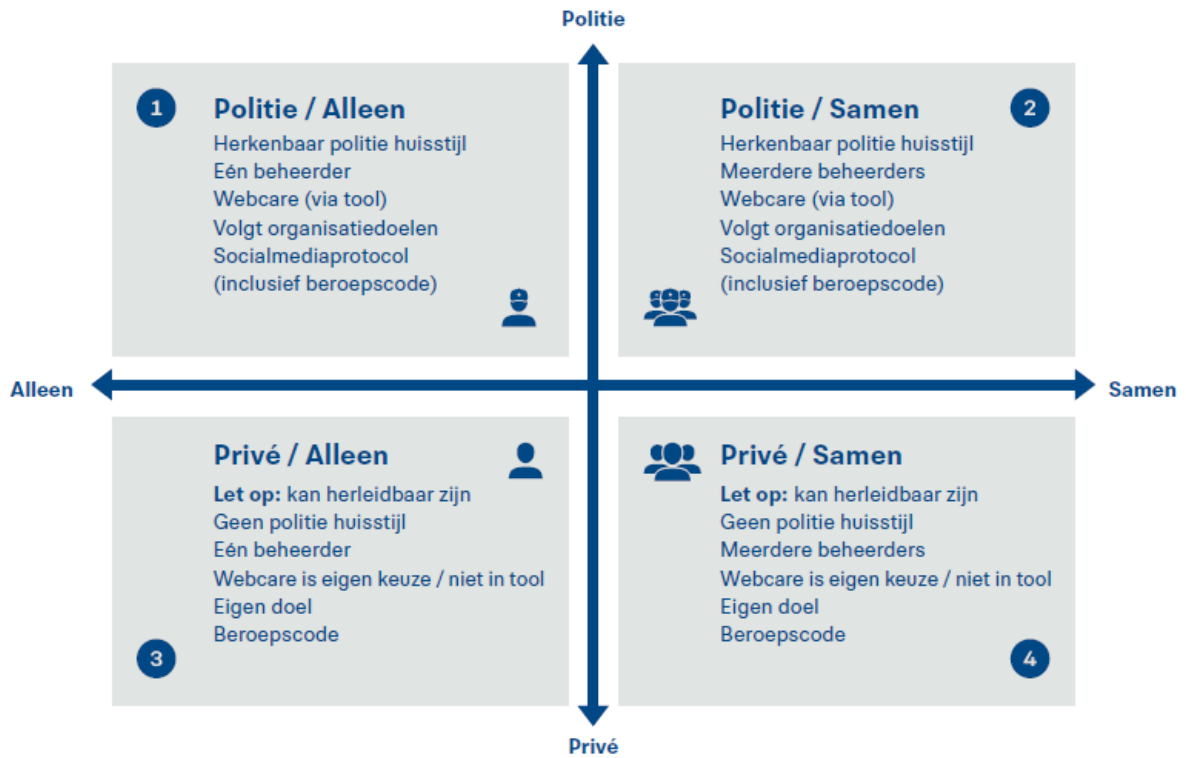 Politie
1
Politie / Alleen
Herkenbaar politie huisstijl
Eén beheerder
Webcare (via tool)
Volgt organisatiedoelen
Socialmediaprotocol
(inclusief beroepscode)
Politie / Samen
2
Herkenbaar politie huisstijl
Meerdere beheerders
Webcare (via tool)
Volgt organisatiedoelen
Socialmediaprotocol
(inclusief beroepscode)
Alleen
Samen
Privé / Alleen
Let op: kan herleidbaar zijn
Geen politie huisstijl
Eén beheerder
Webcare is eigen keuze / niet in tool
Eigen doel
Beroepscode
3
Privé / Samen
Let op: kan herleidbaar zijn
Geen politie huisstijl
Meerdere beheerders
Webcare is eigen keuze / niet in tool
Eigen doel
Beroepscode
4
Privé